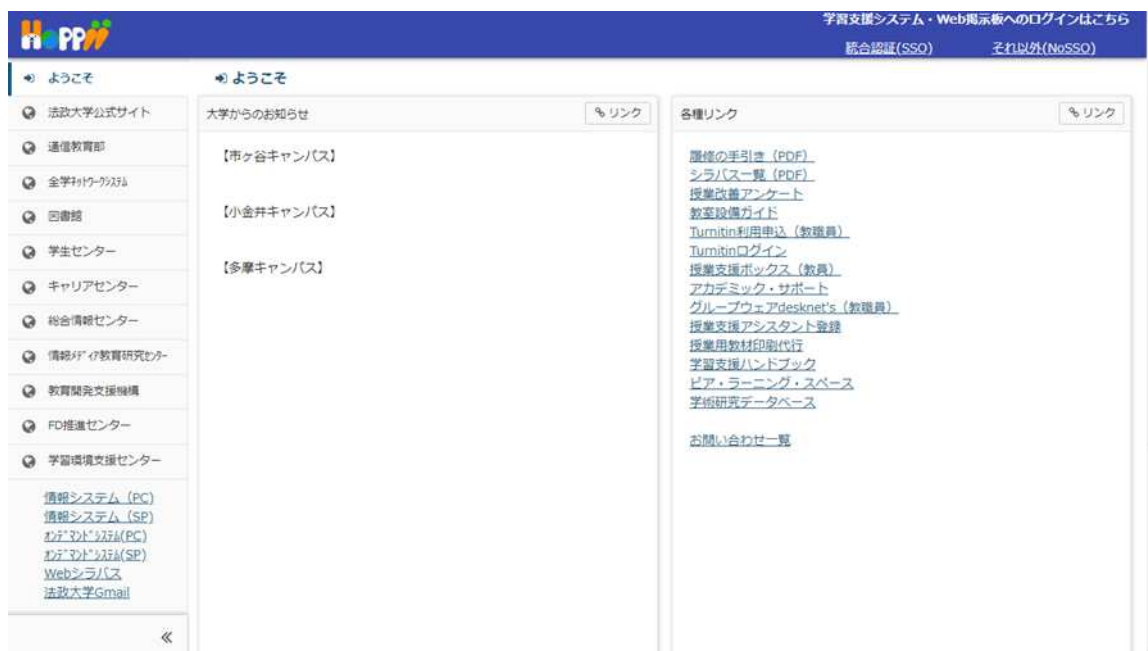 HoPPii
学習支援システム・Web掲示板へのログインはこちら
統合認証(SSO) それ以外(NoSSO)
ようこそ
法政大学公式サイト
通信教育部
全学ﾈｯﾄﾜｰｸｼｽﾃﾑ
図書館
学生センター
キャリアセンター
総合情報センター
情報ﾒﾃﾞｨｱ教育研究ｾﾝﾀｰ
教育開発支援機構
FD推進センター
学習環境支援センター
情報システム（PC）
情報システム（SP）
ｵﾝﾃﾞﾏﾝﾄﾞｼｽﾃﾑ(PC)
ｵﾝﾃﾞﾏﾝﾄﾞｼｽﾃﾑ(SP)
Webシラバス
法政大学Gmail
ようこそ
大学からのお知らせ リンク
【市ヶ谷キャンパス】
【小金井キャンパス】
【多摩キャンパス】
各種リンク リンク
履修の手引き（PDF）
シラバス一覧（PDF）
授業改善アンケート
教室設備ガイド
Turnitin利用申込（教職員）
Turnitinログイン
授業支援ボックス（教員）
アカデミック・サポート
グループウェアdesknet's（教職員）
授業支援アシスタント登録
授業用教材印刷代行
学習支援ハンドブック
ピア・ラーニング・スペース
学術研究データベース
お問い合わせ一覧